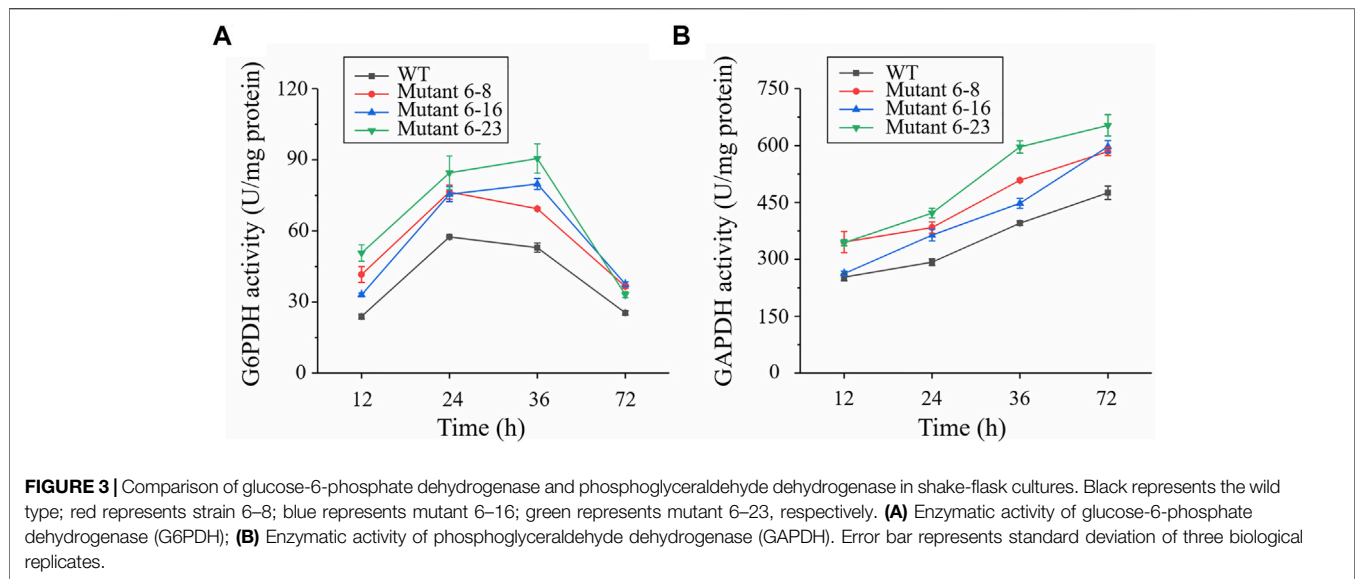 A
B
WT
Mutant 6-8
Mutant 6-16
Mutant 6-23
G6PDH activity (U/mg protein)
120
90
60
30
0
12 24 36 72
Time (h)
WT
Mutant 6-8
Mutant 6-16
Mutant 6-23
GAPDH activity (U/mg protein)
750
600
450
300
150
0
12 24 36 72
Time (h)
FIGURE 3 | Comparison of glucose-6-phosphate dehydrogenase and phosphoglyceraldehyde dehydrogenase in shake-flask cultures. Black represents the wild
type; red represents strain 6–8; blue represents mutant 6–16; green represents mutant 6–23, respectively. (A) Enzymatic activity of glucose-6-phosphate
dehydrogenase (G6PDH); (B) Enzymatic activity of phosphoglyceraldehyde dehydrogenase (GAPDH). Error bar represents standard deviation of three biological
replicates.